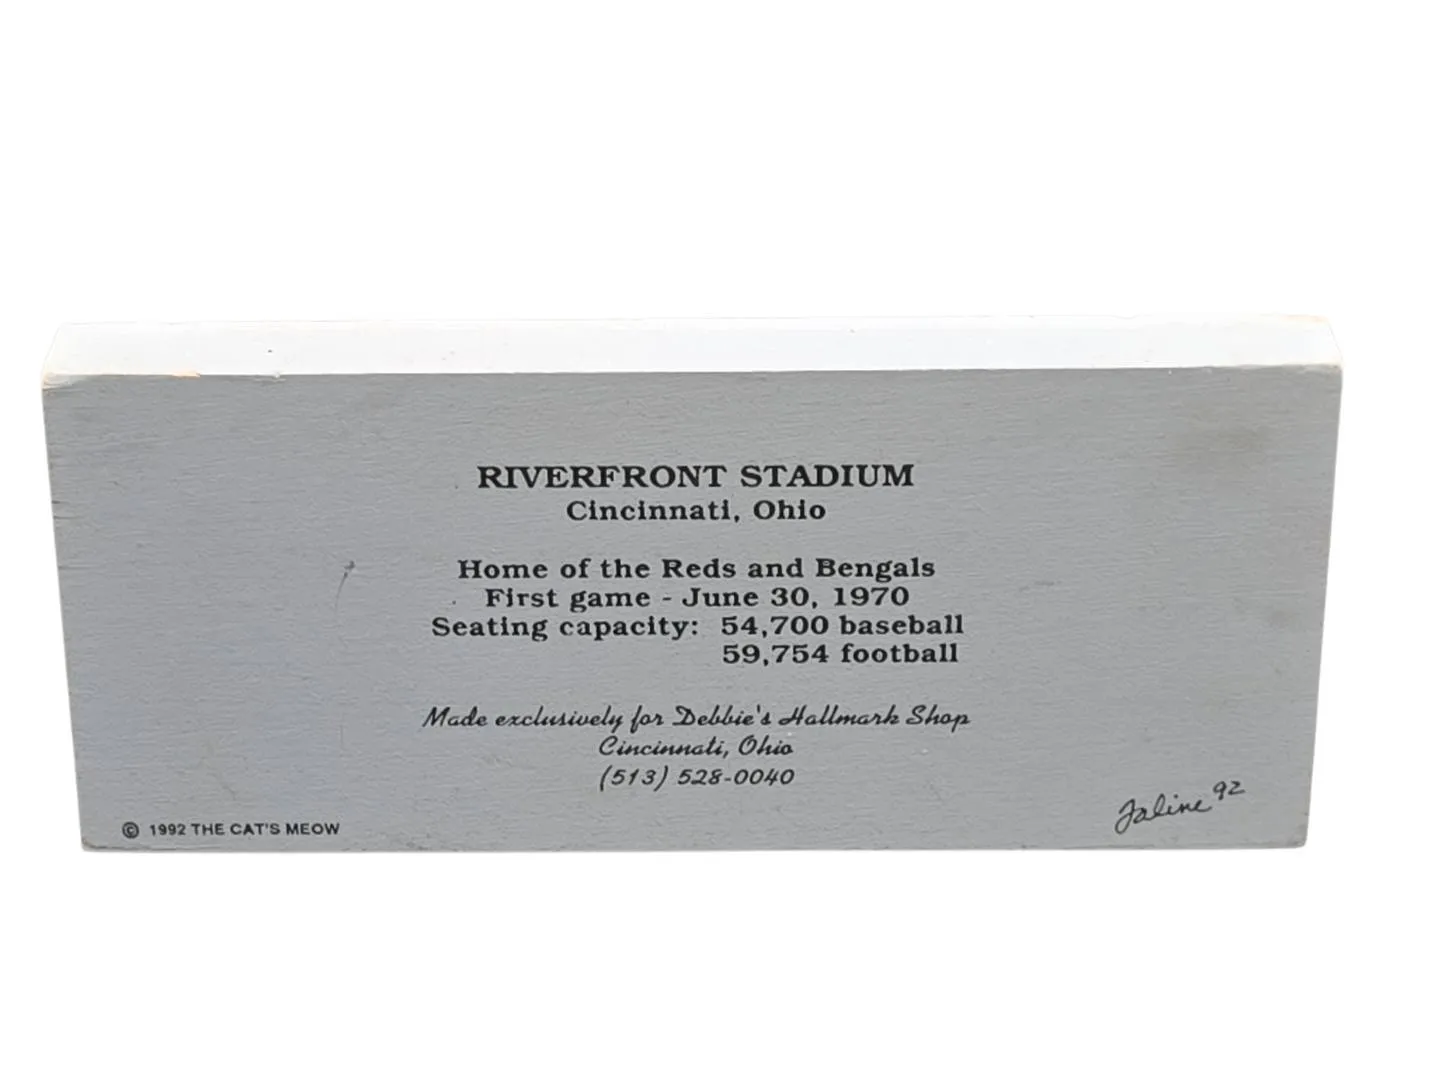 RIVERFRONT STADIUM
Cincinnati, Ohio
Home of the Reds and Bengals
First game - June 30, 1970
Seating capacity: 54,700 baseball
59,754 football
Made exclusively for Debbie's Hallmark Shop
Cincinnati, Ohio
(513) 528-0040
Faline 92
© 1992 THE CAT'S MEOW